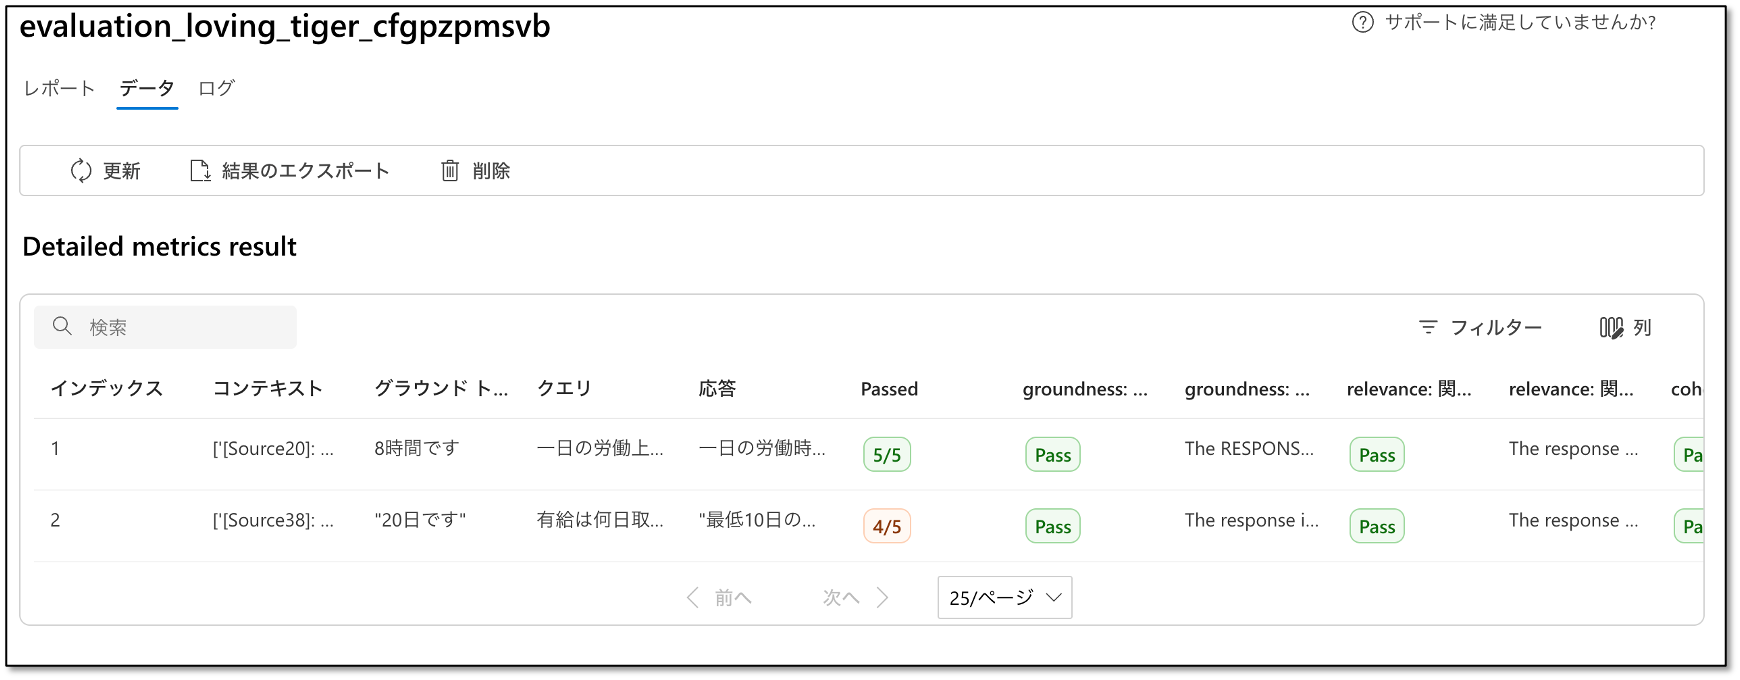 evaluation_loving_tiger_cfgpzpmsvb
サポートに満足していませんか?
レポート データ ログ
更新 結果のエクスポート 削除
Detailed metrics result
検索 フィルター 列
インデックス コンテキスト グラウンド ト... クエリ 応答 Passed groundness: ... groundness: ... relevance: 関... relevance: 関... coh
1 ['[Source20]: ... 8時間です 一日の労働上... 一日の労働時... 5/5 Pass The RESPONS... Pass The response ... Pa
2 ['[Source38]: ... "20日です" 有給は何日取... "最低10日の... 4/5 Pass The response i... Pass The response ... Pa
前へ 次へ 25/ページ